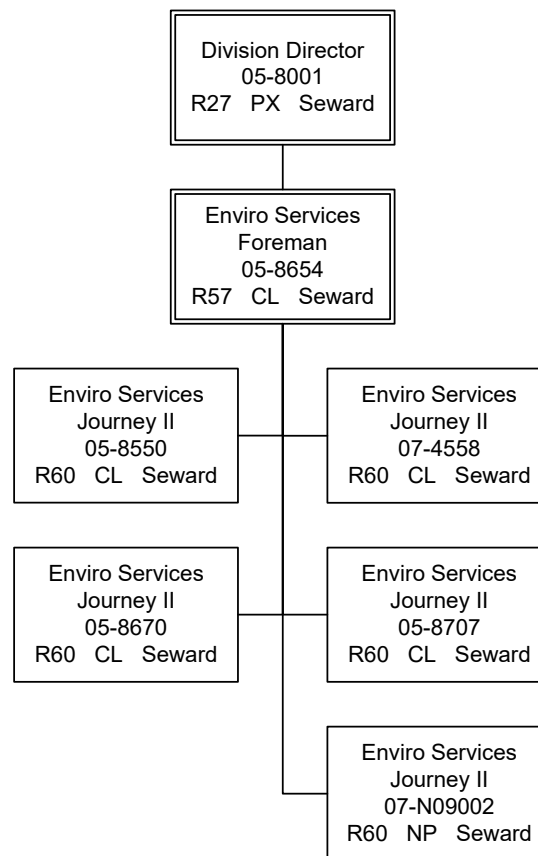 Division Director
05-8001
R27 PX Seward
Enviro Services
Foreman
05-8654
R57 CL Seward
Enviro Services
Journey II
05-8550
R60 CL Seward
Enviro Services
Journey II
07-4558
R60 CL Seward
Enviro Services
Journey II
05-8670
R60 CL Seward
Enviro Services
Journey II
05-8707
R60 CL Seward
Enviro Services
Journey II
07-N09002
R60 NP Seward